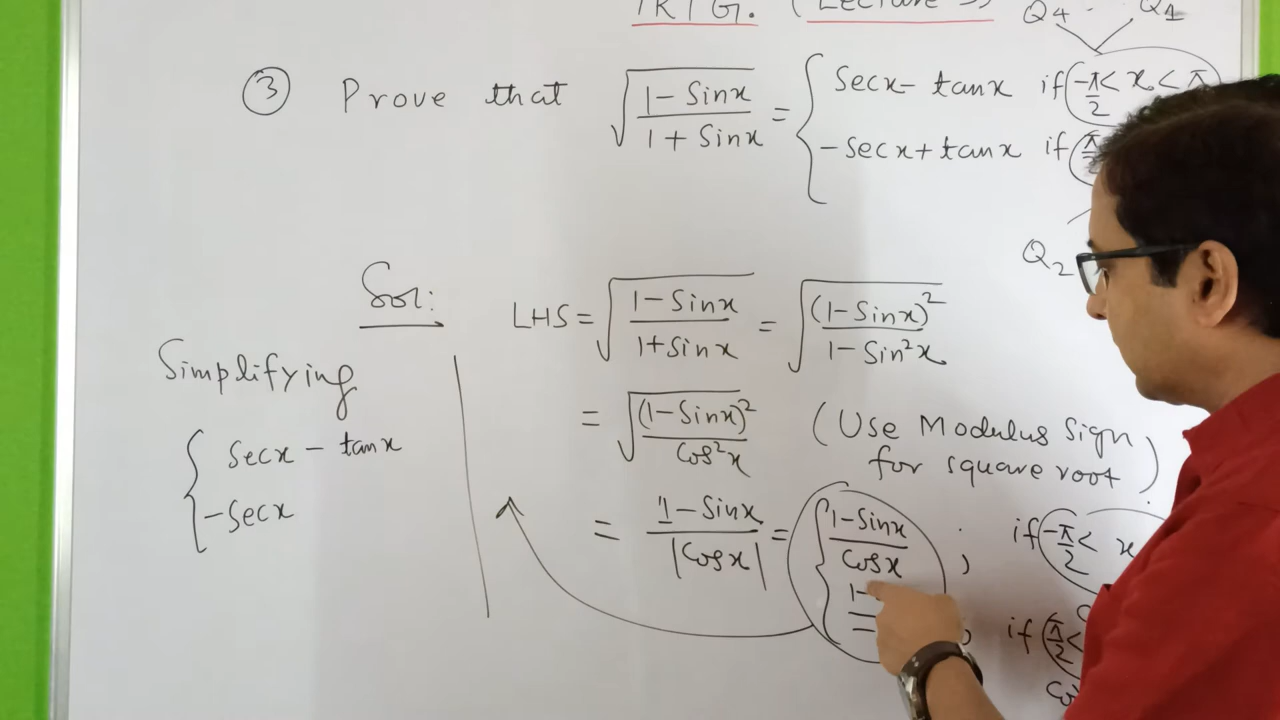 TRIG. (Lecture
Q4 Q1
③ Prove that √((1 - Sinx)/(1 + Sinx)) = { Secx - tanx if -π/2 < x < π
-Secx + tanx if π/2
Q2
Sol: LHS = √((1 - Sinx)/(1 + Sinx)) = √((1 - Sinx)²/(1 - Sin²x))
= √((1 - Sinx)²/Cos²x) (Use Modulus Sign for square root)
= (1 - Sinx)/|Cosx| = { (1 - Sinx)/Cosx ; if -π/2 < x
1- ; if π/2 <
Simplifying
{ Secx - tanx
-Secx